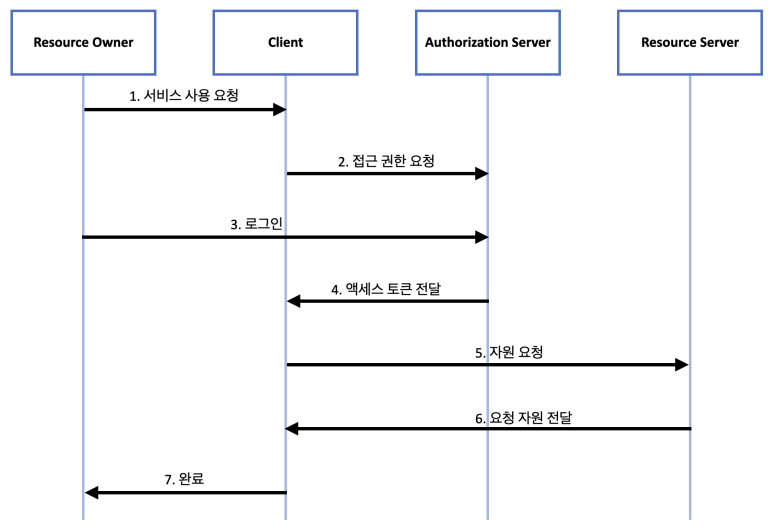 Resource Owner
Client
Authorization Server
Resource Server
1. 서비스 사용 요청
2. 접근 권한 요청
3. 로그인
4. 액세스 토큰 전달
5. 자원 요청
6. 요청 자원 전달
7. 완료